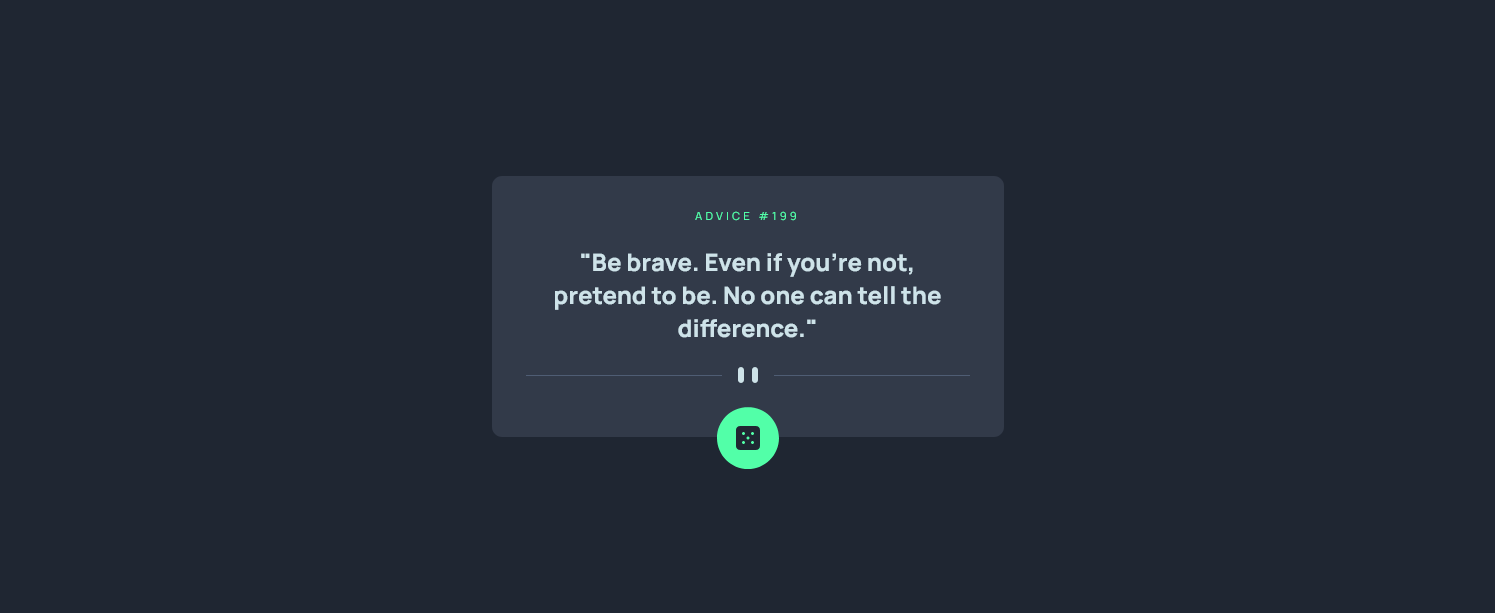 ADVICE #199
"Be brave. Even if you're not,
pretend to be. No one can tell the
difference."